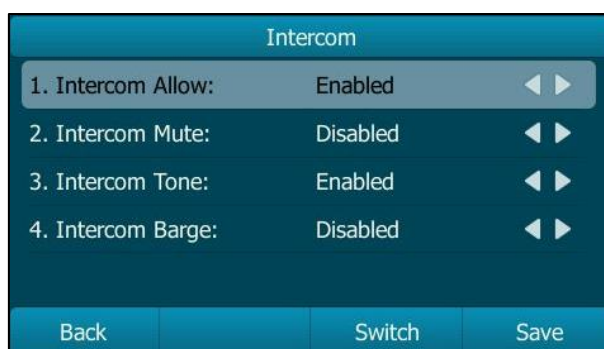 Intercom
1. Intercom Allow: Enabled
2. Intercom Mute: Disabled
3. Intercom Tone: Enabled
4. Intercom Barge: Disabled
Back Switch Save